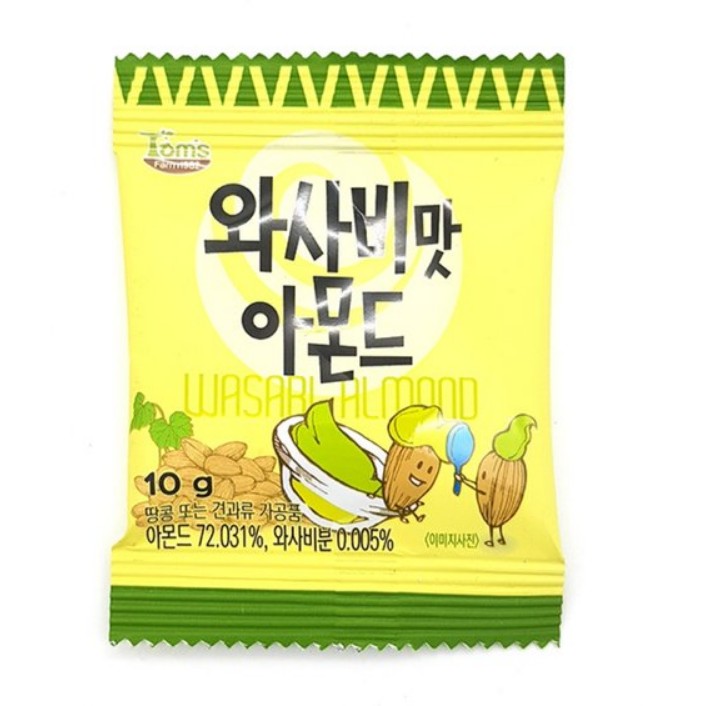 Tom's
Farm 1982
와사비맛
아몬드
WASABI ALMOND
10 g
땅콩 또는 견과류 가공품
아몬드 72.031%, 와사비분 0.005%
<이미지사진>